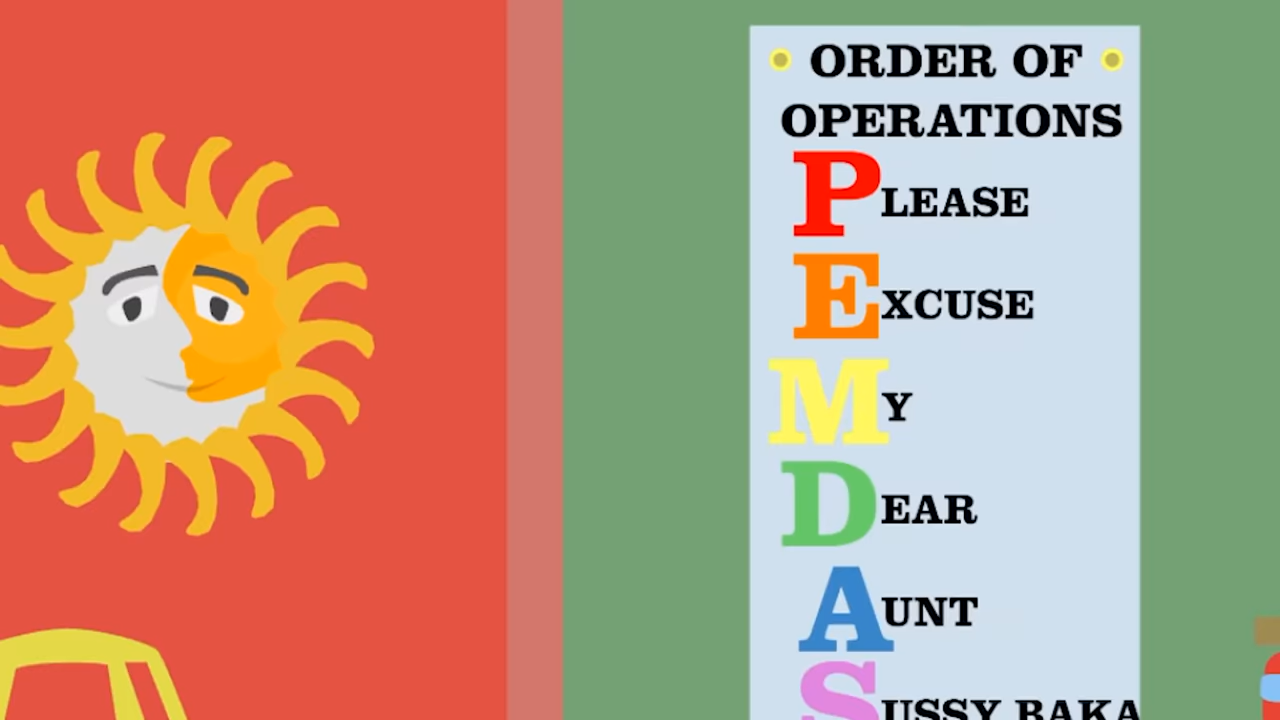 ORDER OF
OPERATIONS
PLEASE
EXCUSE
MY
DEAR
AUNT
SUSSY BAKA